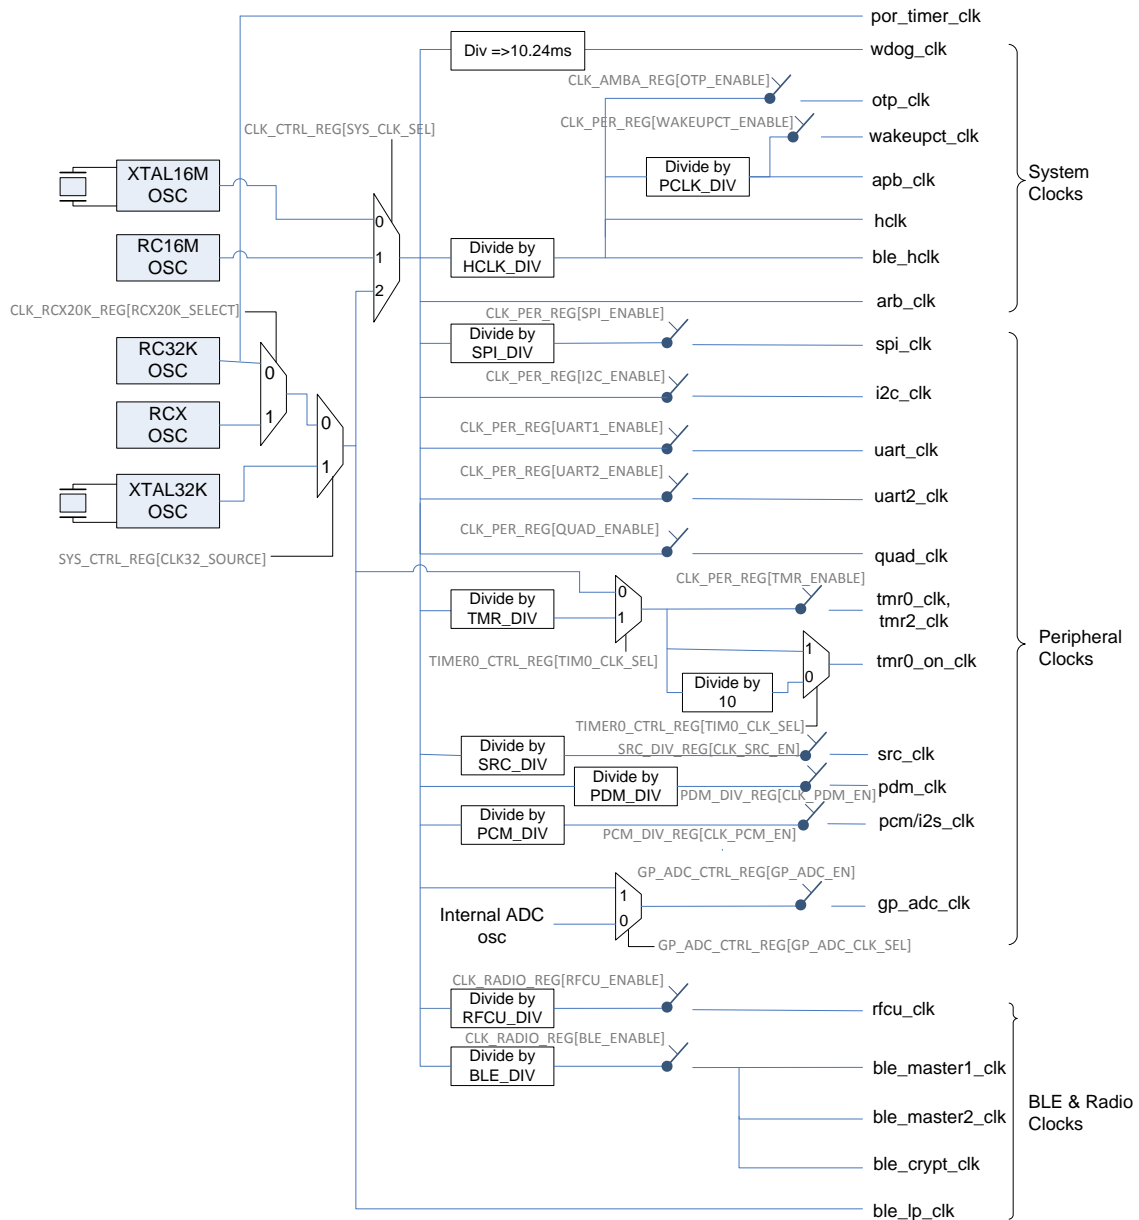 por_timer_clk
Div =>10.24ms
wdog_clk
CLK_AMBA_REG[OTP_ENABLE]
otp_clk
CLK_CTRL_REG[SYS_CLK_SEL]
CLK_PER_REG[WAKEUPCT_ENABLE]
wakeupct_clk
XTAL16M
OSC
Divide by
PCLK_DIV
apb_clk
System
Clocks
0
hclk
RC16M
OSC
1
Divide by
HCLK_DIV
ble_hclk
2
arb_clk
CLK_RCX20K_REG[RCX20K_SELECT]
CLK_PER_REG[SPI_ENABLE]
RC32K
OSC
Divide by
SPI_DIV
spi_clk
0
CLK_PER_REG[I2C_ENABLE]
i2c_clk
RCX
OSC
1
0
CLK_PER_REG[UART1_ENABLE]
uart_clk
1
CLK_PER_REG[UART2_ENABLE]
XTAL32K
OSC
uart2_clk
CLK_PER_REG[QUAD_ENABLE]
SYS_CTRL_REG[CLK32_SOURCE]
quad_clk
CLK_PER_REG[TMR_ENABLE]
0
Divide by
TMR_DIV
1
tmr0_clk,
tmr2_clk
Peripheral
Clocks
TIMER0_CTRL_REG[TIM0_CLK_SEL]
1
tmr0_on_clk
0
Divide by
10
TIMER0_CTRL_REG[TIM0_CLK_SEL]
Divide by
SRC_DIV
SRC_DIV_REG[CLK_SRC_EN]
src_clk
Divide by
PDM_DIV
PDM_DIV_REG[CLK_PDM_EN]
pdm_clk
Divide by
PCM_DIV
PCM_DIV_REG[CLK_PCM_EN]
pcm/i2s_clk
GP_ADC_CTRL_REG[GP_ADC_EN]
1
Internal ADC
osc
0
gp_adc_clk
GP_ADC_CTRL_REG[GP_ADC_CLK_SEL]
CLK_RADIO_REG[RFCU_ENABLE]
Divide by
RFCU_DIV
rfcu_clk
CLK_RADIO_REG[BLE_ENABLE]
Divide by
BLE_DIV
ble_master1_clk
BLE & Radio
Clocks
ble_master2_clk
ble_crypt_clk
ble_lp_clk